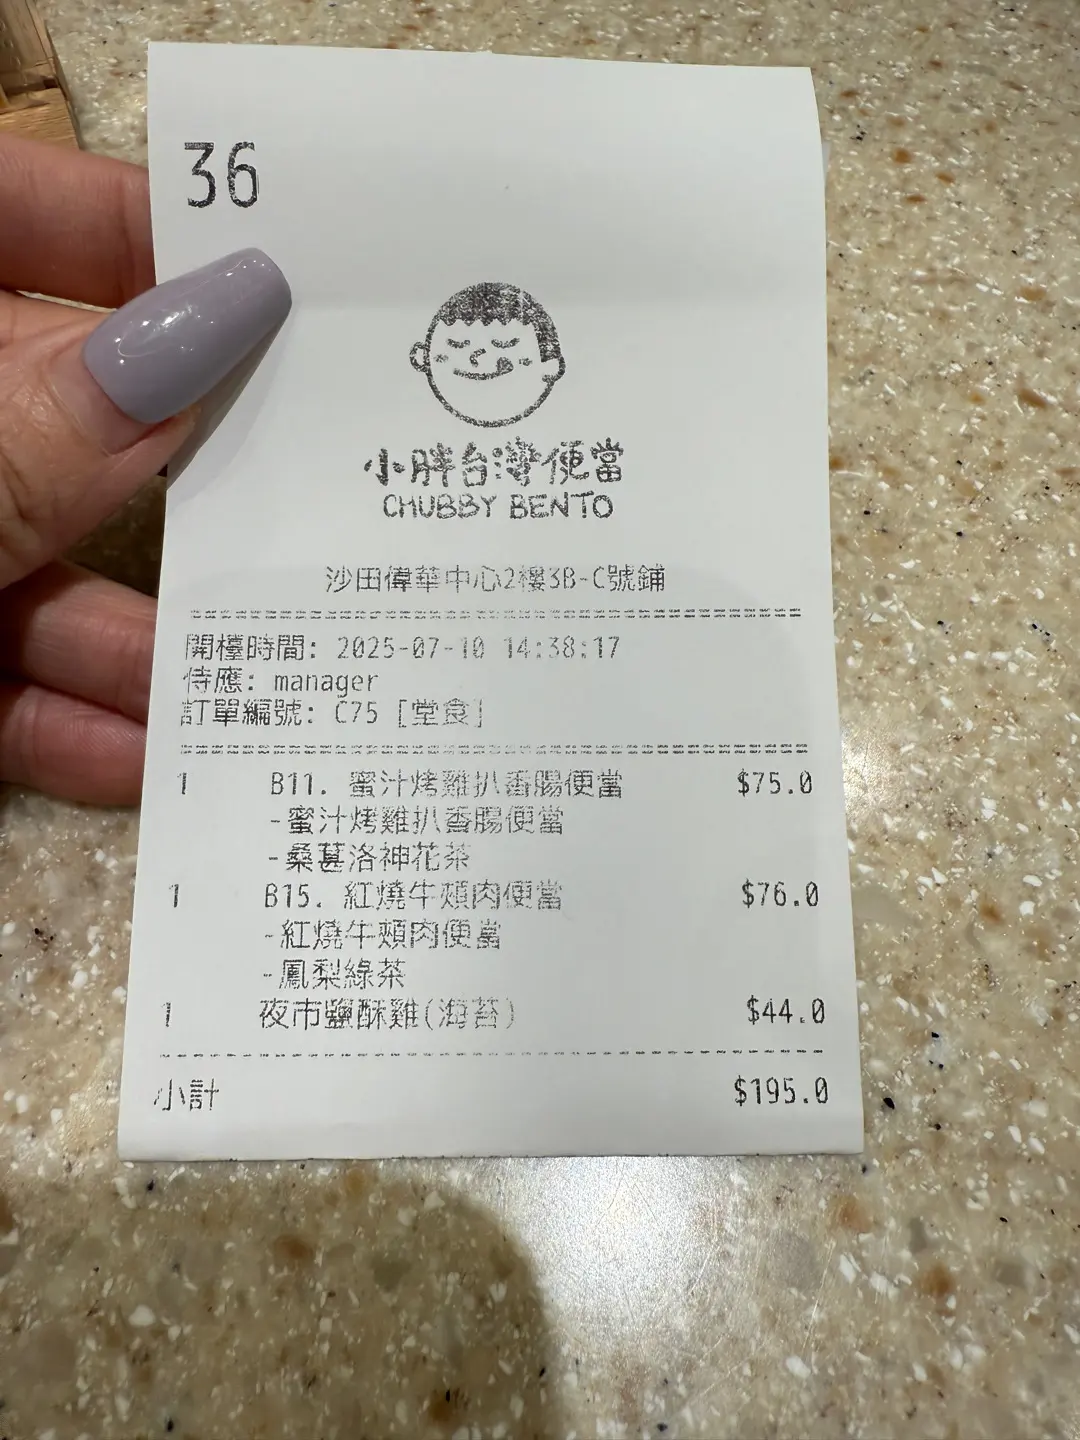 36
小胖台灣便當
CHUBBY BENTO
沙田偉華中心2樓3B-C號鋪
開檯時間: 2025-07-10 14:38:17
侍應: manager
訂單編號: C75 [堂食]
1 B11. 蜜汁烤雞扒香腸便當 $75.0
-蜜汁烤雞扒香腸便當
-桑葚洛神花茶
1 B15. 紅燒牛頰肉便當 $76.0
-紅燒牛頰肉便當
-鳳梨綠茶
1 夜市鹽酥雞(海苔) $44.0
小計 $195.0